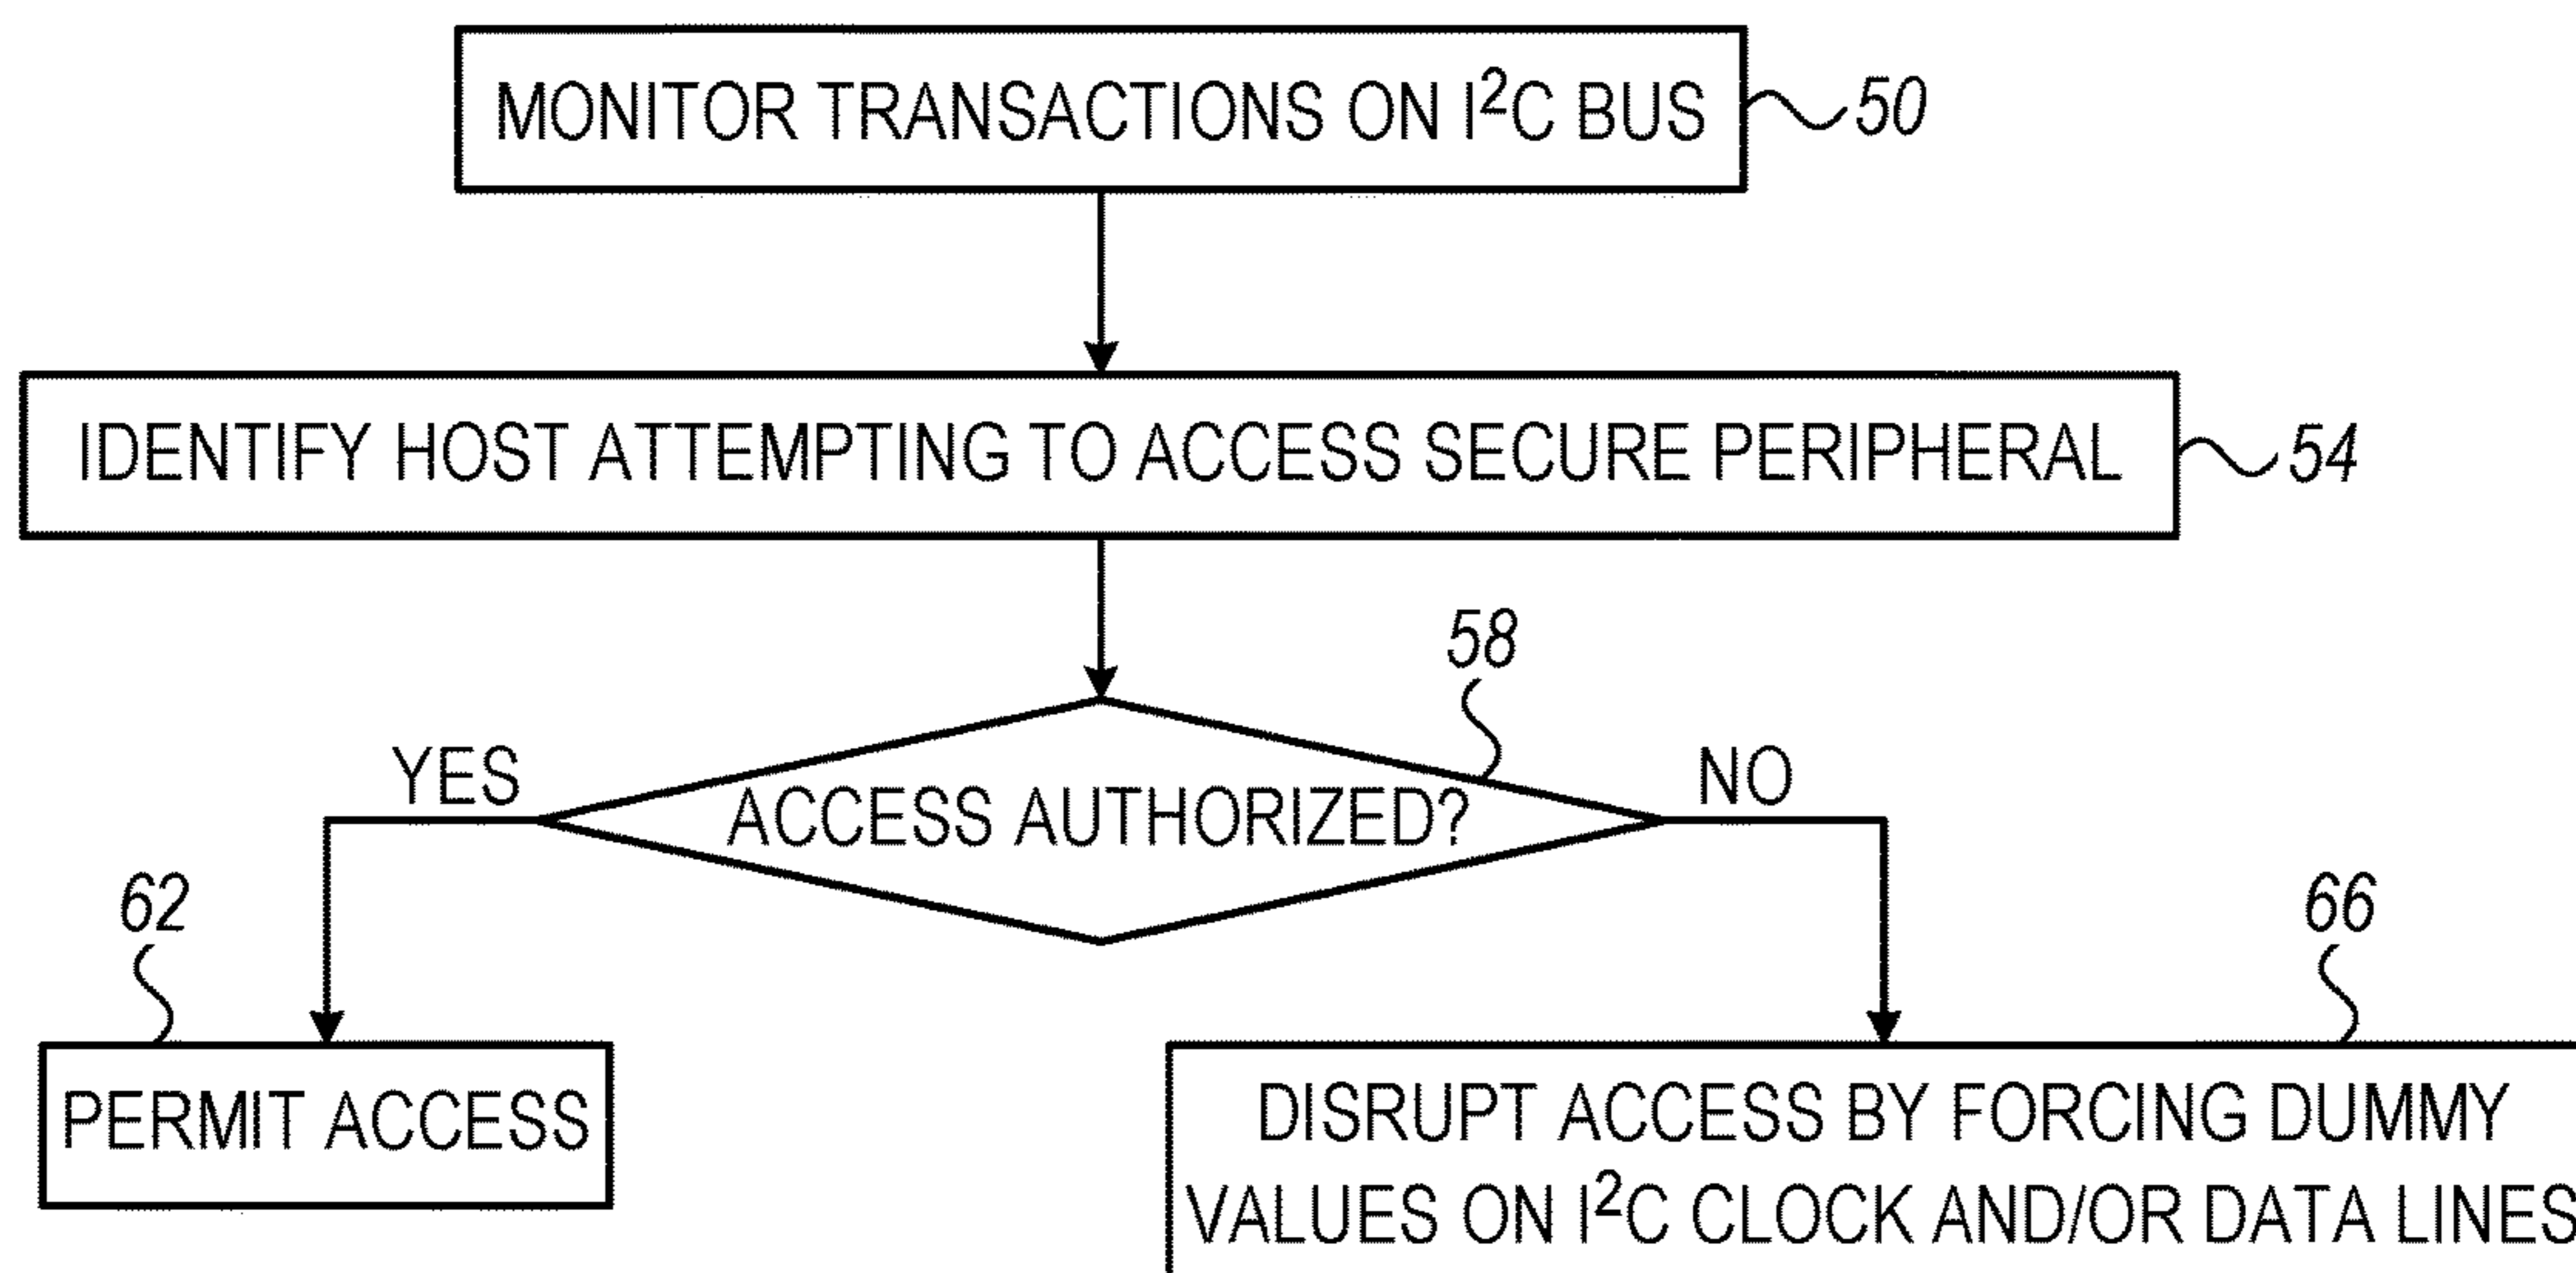 MONITOR TRANSACTIONS ON I²C BUS
50
IDENTIFY HOST ATTEMPTING TO ACCESS SECURE PERIPHERAL
54
58
YES
ACCESS AUTHORIZED?
NO
62
66
PERMIT ACCESS
DISRUPT ACCESS BY FORCING DUMMY
VALUES ON I²C CLOCK AND/OR DATA LINES